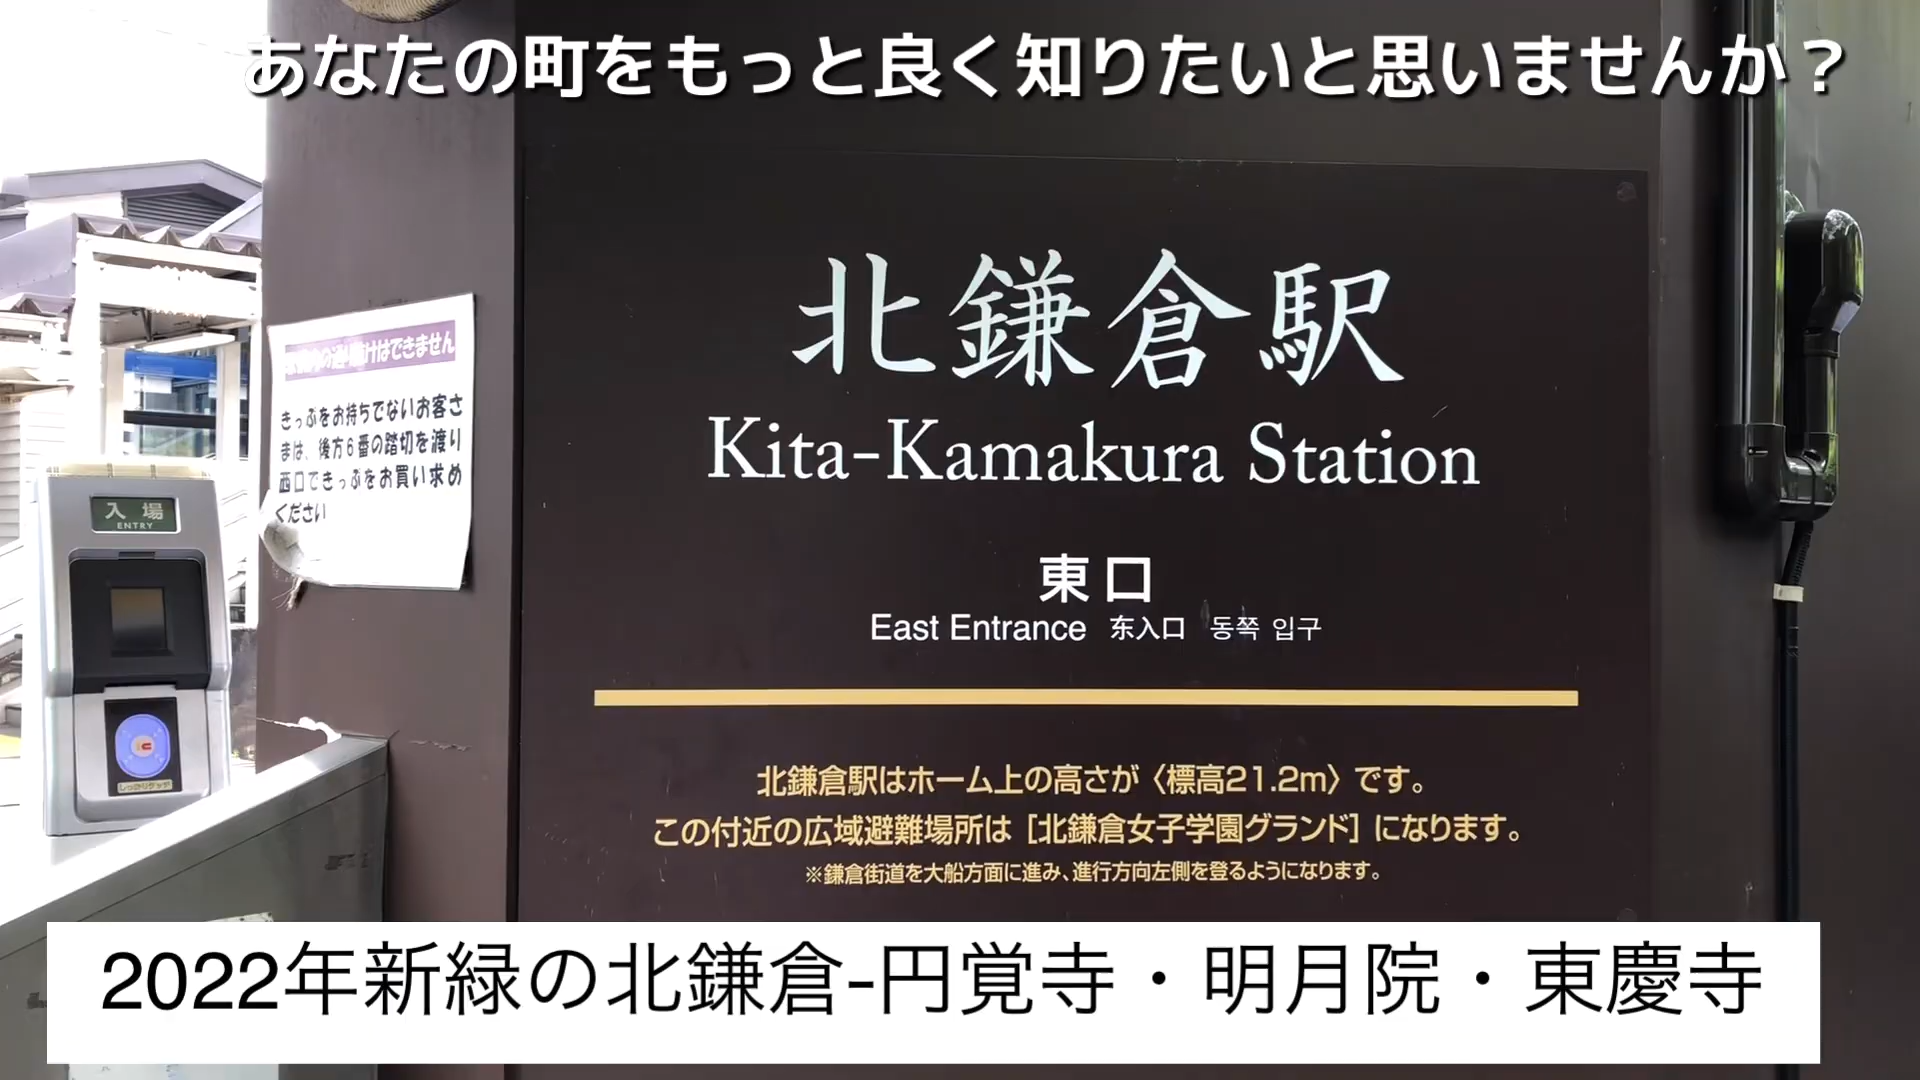 あなたの町をもっと良く知りたいと思いませんか？
けはできません
きっぷをお持ちでないお客さ
まは、後方6番の踏切を渡り
西口できっぷをお買い求め
ください
入場
ENTRY
北鎌倉駅
Kita-Kamakura Station
東口
East Entrance 东入口 동쪽 입구
北鎌倉駅はホーム上の高さが〈標高21.2m〉です。
この付近の広域避難場所は［北鎌倉女子学園グランド］になります。
※鎌倉街道を大船方面に進み、進行方向左側を登るようになります。
2022年新緑の北鎌倉-円覚寺・明月院・東慶寺